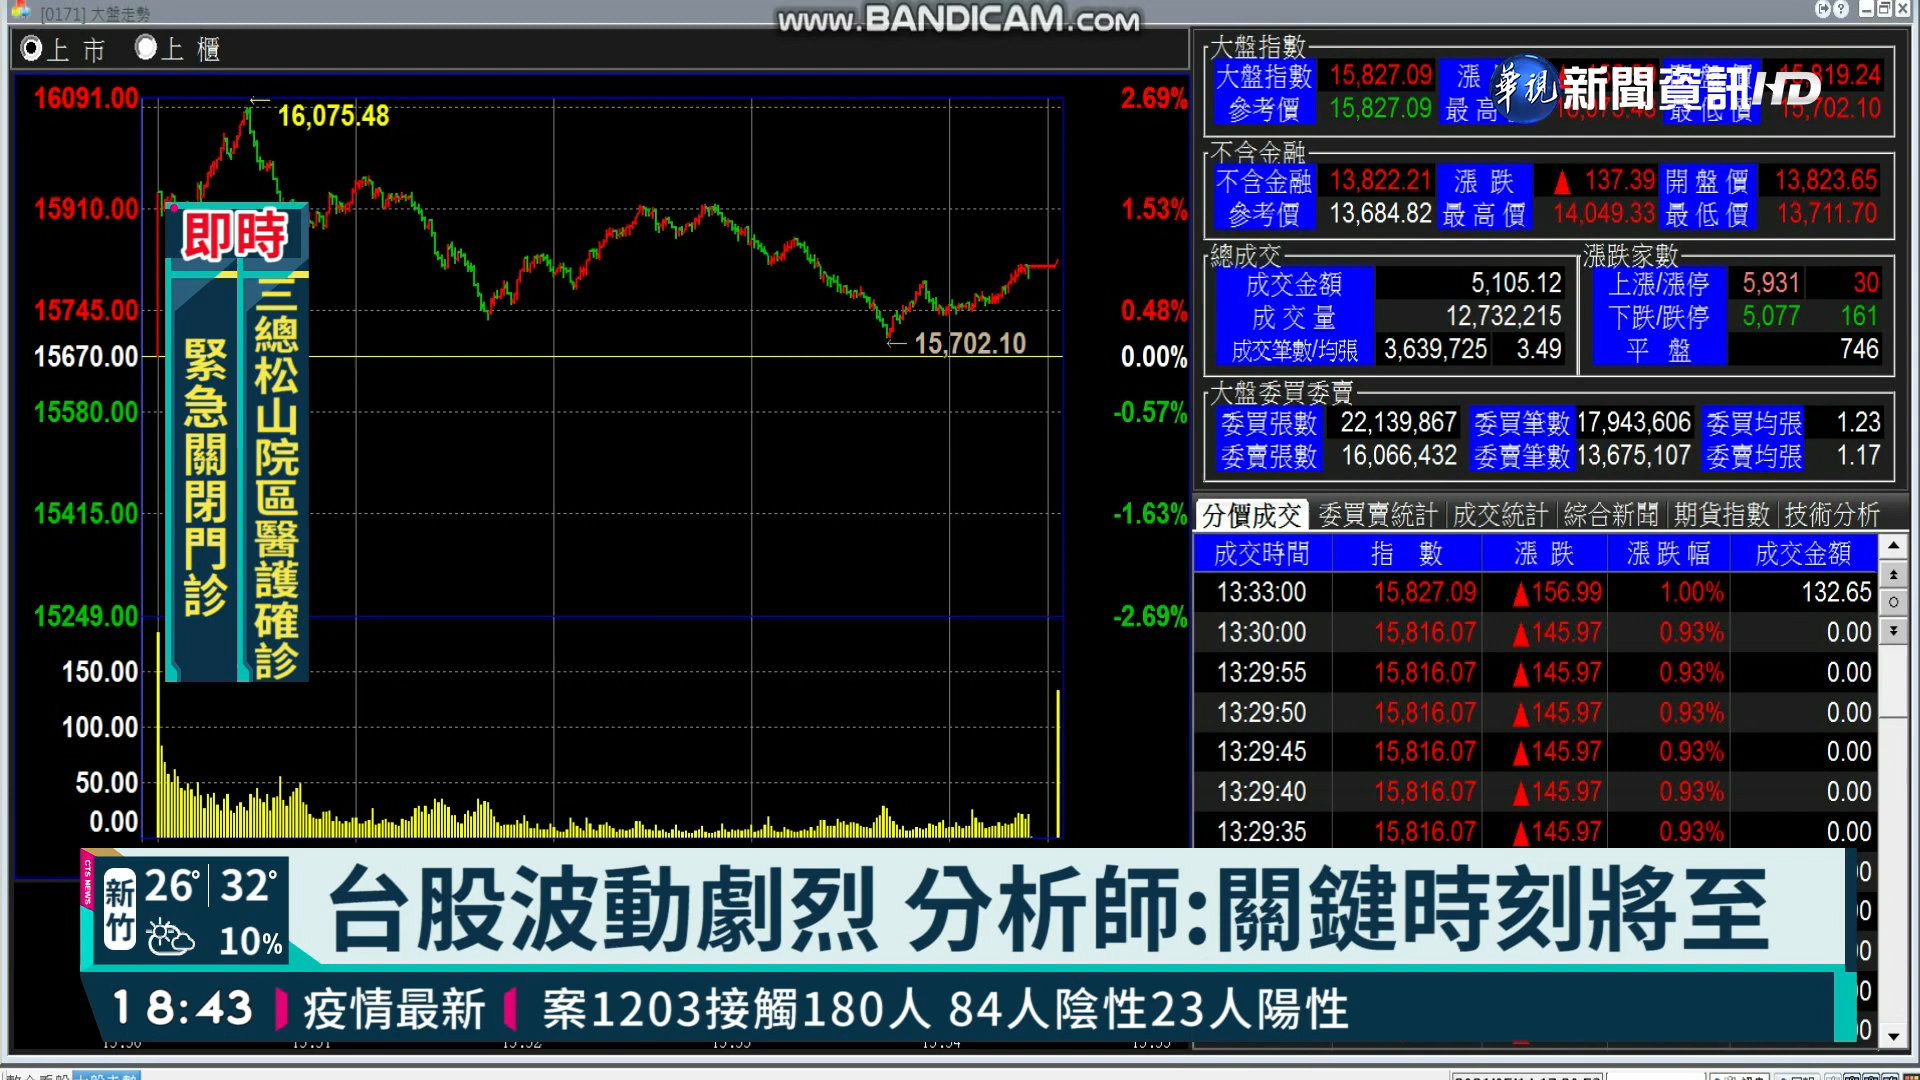 [0171] 大盤走勢
www.BANDICAM.com
上市 上櫃
16091.00
15910.00
15745.00
15670.00
15580.00
15415.00
15249.00
150.00
100.00
50.00
0.00
16,075.48
15,702.10
2.69%
1.53%
0.48%
0.00%
-0.57%
-1.63%
-2.69%
即時
三總松山院區醫護確診
緊急關閉門診
華視新聞資訊HD
大盤指數
大盤指數 15,827.09 漲
參考價 15,827.09 最高 最低價 15,702.10
不含金融
不含金融 13,822.21 漲跌 ▲ 137.39 開盤價 13,823.65
參考價 13,684.82 最高價 14,049.33 最低價 13,711.70
總成交
成交金額 5,105.12
成交量 12,732,215
成交筆數/均張 3,639,725 3.49
漲跌家數
上漲/漲停 5,931 30
下跌/跌停 5,077 161
平盤 746
大盤委買委賣
委買張數 22,139,867 委買筆數 17,943,606 委買均張 1.23
委賣張數 16,066,432 委賣筆數 13,675,107 委賣均張 1.17
分價成交 委買賣統計 成交統計 綜合新聞 期貨指數 技術分析
成交時間 指數 漲跌 漲跌幅 成交金額
13:33:00 15,827.09 ▲156.99 1.00% 132.65
13:30:00 15,816.07 ▲145.97 0.93% 0.00
13:29:55 15,816.07 ▲145.97 0.93% 0.00
13:29:50 15,816.07 ▲145.97 0.93% 0.00
13:29:45 15,816.07 ▲145.97 0.93% 0.00
13:29:40 15,816.07 ▲145.97 0.93% 0.00
13:29:35 15,816.07 ▲145.97 0.93% 0.00
CTS NEWS
新竹 26° 32°
10%
台股波動劇烈 分析師:關鍵時刻將至
18:43 疫情最新 案1203接觸180人 84人陰性23人陽性